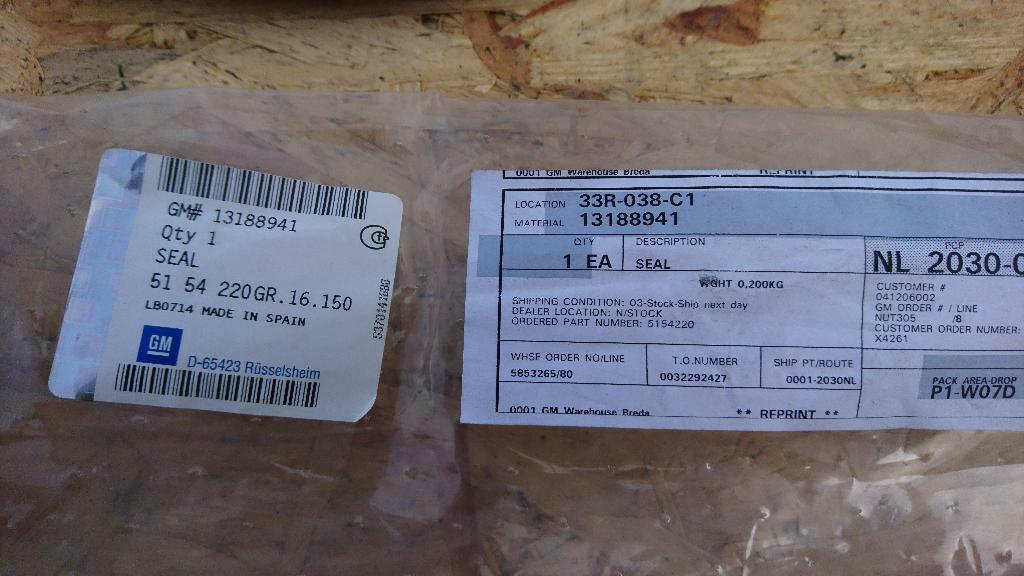 GM# 13188941
Qty 1
SEAL
51 54 220GR.16.150
LB0714 MADE IN SPAIN
GM
D-65423 Rüsselsheim
0001 GM Warehouse Breda
REPRINT
LOCATION 33R-038-C1
MATERIAL 13188941
QTY
1 EA
DESCRIPTION
SEAL
PCP
NL 2030-
WGHT 0,200KG
SHIPPING CONDITION: 03-Stock-Ship next day
DEALER LOCATION: N/STOCK
ORDERED PART NUMBER: 5154220
CUSTOMER #
041206002
GM ORDER # / LINE
NUT305 /8
CUSTOMER ORDER NUMBER:
X4261
WHSE ORDER NO/LINE
5853265/80
T.O.NUMBER
0032292427
SHIP PT/ROUTE
0001-2030NL
PACK AREA-DROP
P1-W07D
0001 GM Warehouse Breda
** REPRINT **